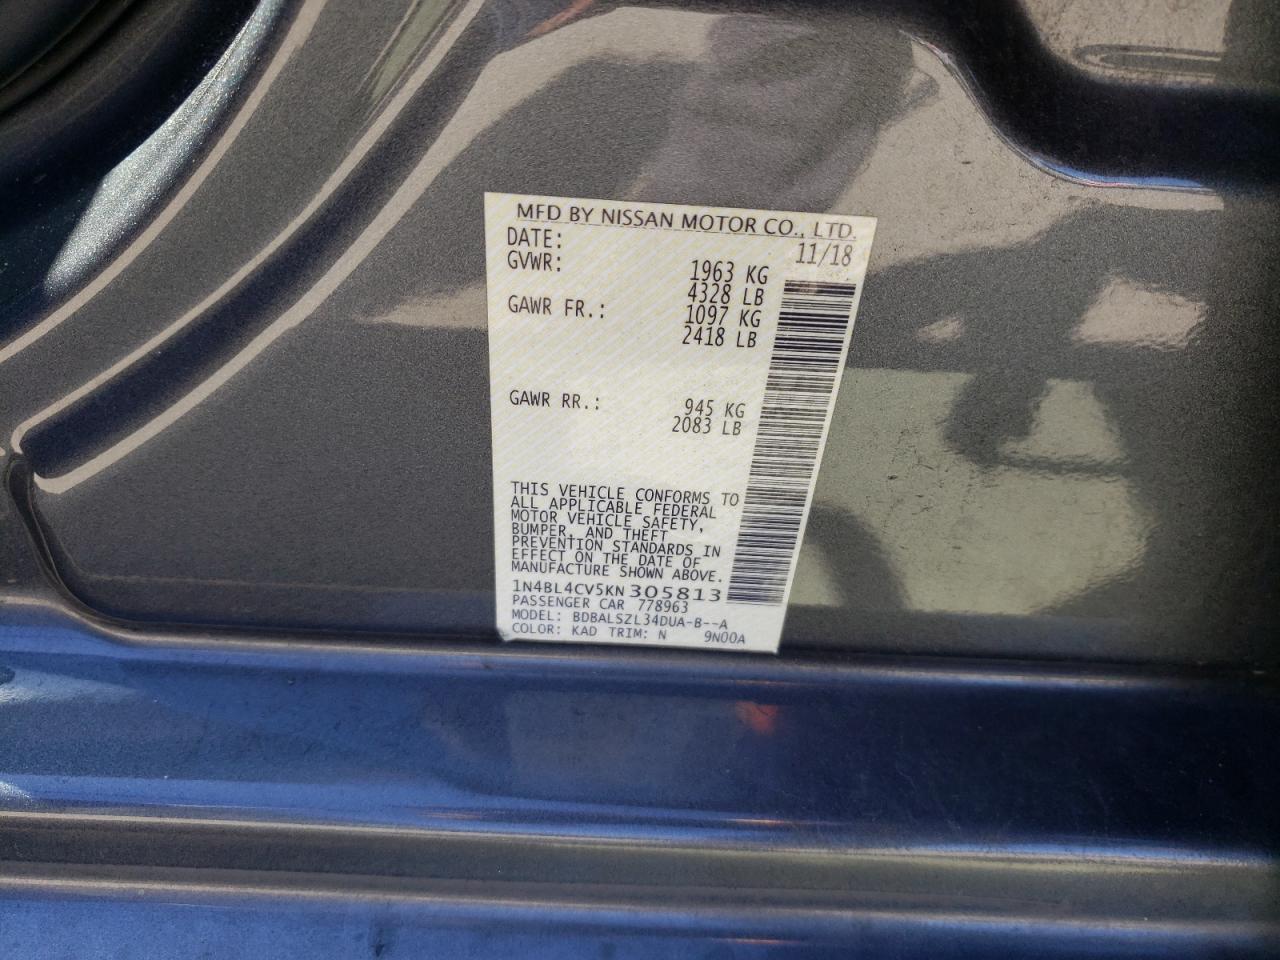 MFD BY NISSAN MOTOR CO., LTD.
DATE: 11/18
GVWR: 1963 KG
4328 LB
GAWR FR.: 1097 KG
2418 LB
GAWR RR.: 945 KG
2083 LB
THIS VEHICLE CONFORMS TO
ALL APPLICABLE FEDERAL
MOTOR VEHICLE SAFETY,
BUMPER, AND THEFT
PREVENTION STANDARDS IN
EFFECT ON THE DATE OF
MANUFACTURE SHOWN ABOVE.
1N4BL4CV5KN305813
PASSENGER CAR 778963
MODEL: BDBALSZL34DUA-B--A
COLOR: KAD TRIM: N 9N00A